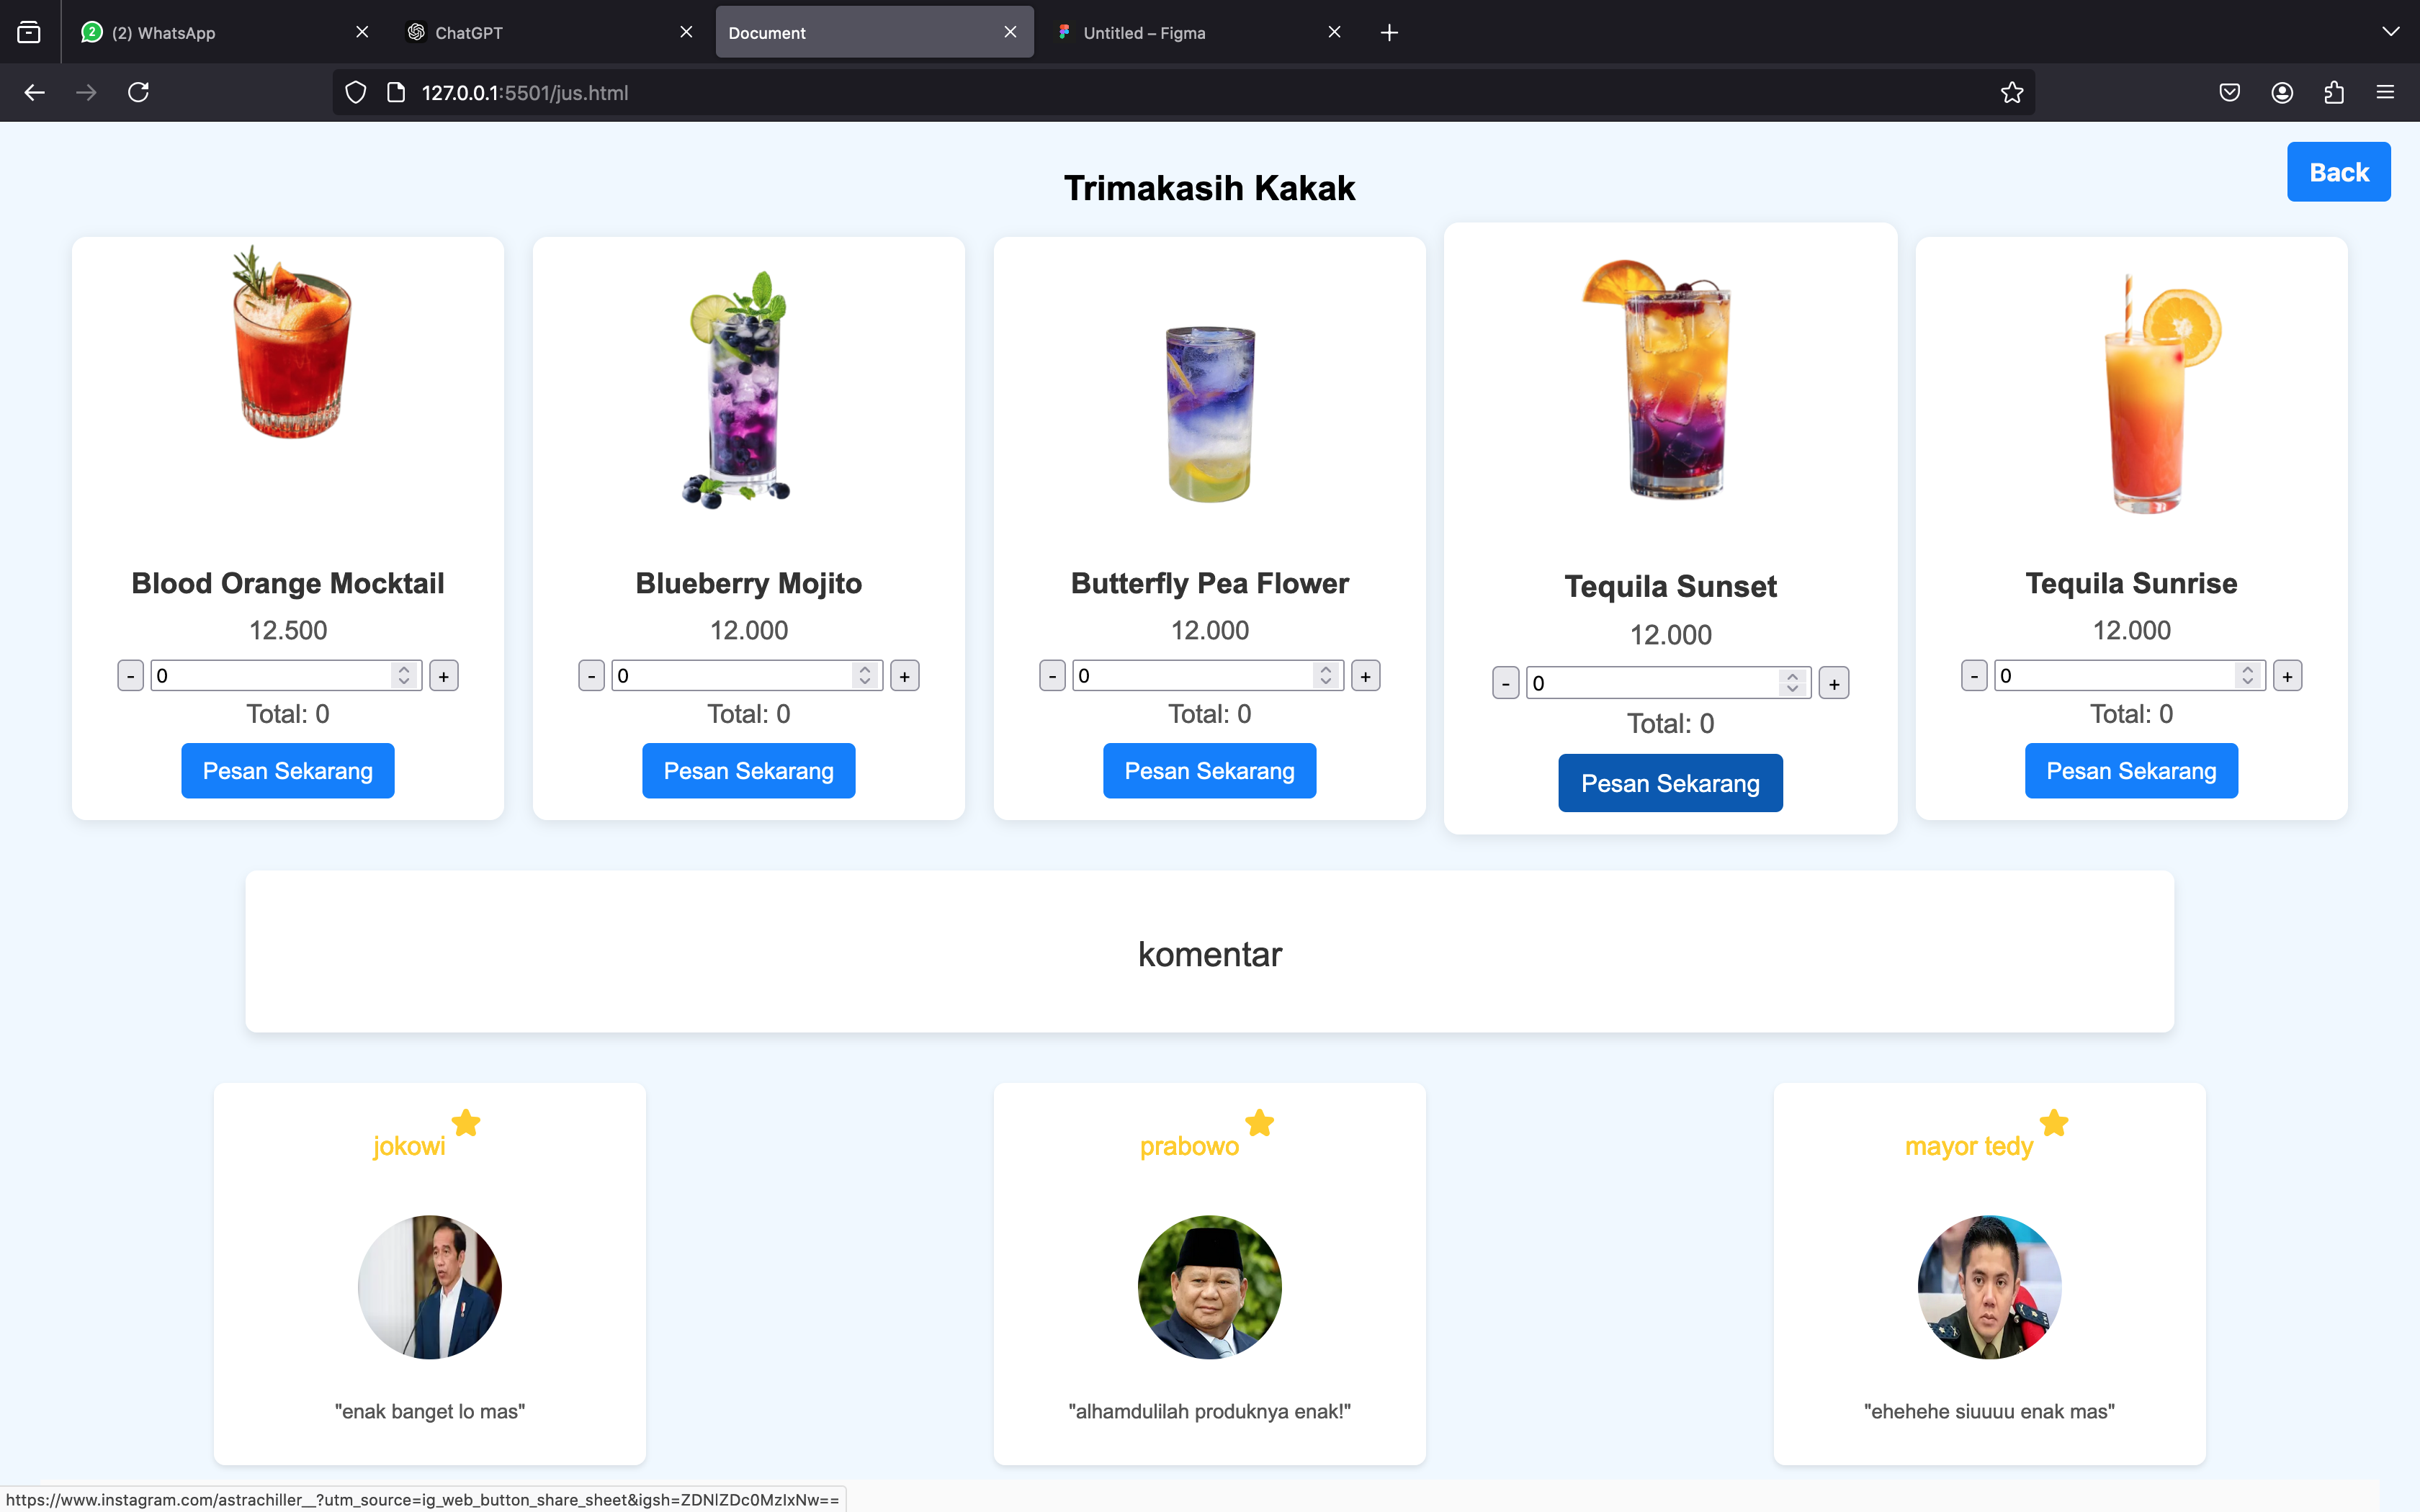 (2) WhatsApp
ChatGPT
Document
Untitled – Figma
127.0.0.1:5501/jus.html
Back
Trimakasih Kakak
Blood Orange Mocktail
12.500
- 0 +
Total: 0
Pesan Sekarang
Blueberry Mojito
12.000
- 0 +
Total: 0
Pesan Sekarang
Butterfly Pea Flower
12.000
- 0 +
Total: 0
Pesan Sekarang
Tequila Sunset
12.000
- 0 +
Total: 0
Pesan Sekarang
Tequila Sunrise
12.000
- 0 +
Total: 0
Pesan Sekarang
komentar
jokowi
"enak banget lo mas"
prabowo
"alhamdulilah produknya enak!"
mayor tedy
"ehehehe siuuuu enak mas"
https://www.instagram.com/astrachiller__?utm_source=ig_web_button_share_sheet&igsh=ZDNlZDc0MzIxNw==